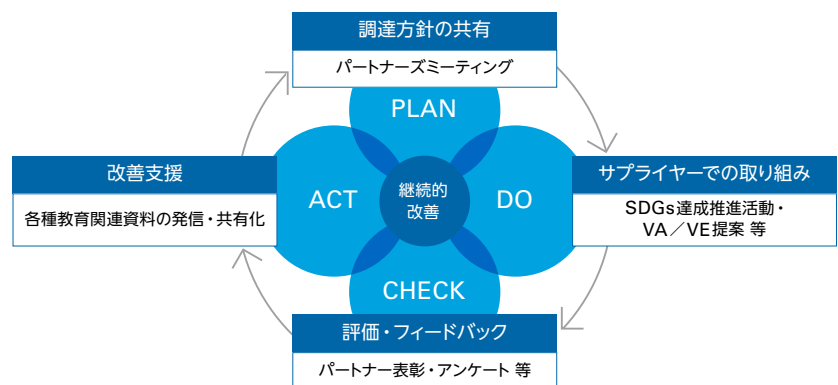 調達方針の共有
パートナーズミーティング
PLAN
改善支援
各種教育関連資料の発信・共有化
ACT
継続的
改善
DO
サプライヤーでの取り組み
SDGs達成推進活動・
VA／VE提案 等
CHECK
評価・フィードバック
パートナー表彰・アンケート 等